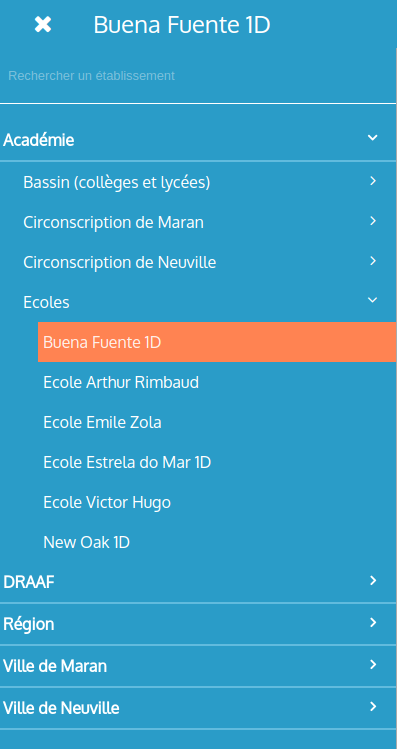 Buena Fuente 1D
Rechercher un établissement
Académie
Bassin (collèges et lycées)
Circonscription de Maran
Circonscription de Neuville
Ecoles
Buena Fuente 1D
Ecole Arthur Rimbaud
Ecole Emile Zola
Ecole Estrela do Mar 1D
Ecole Victor Hugo
New Oak 1D
DRAAF
Région
Ville de Maran
Ville de Neuville